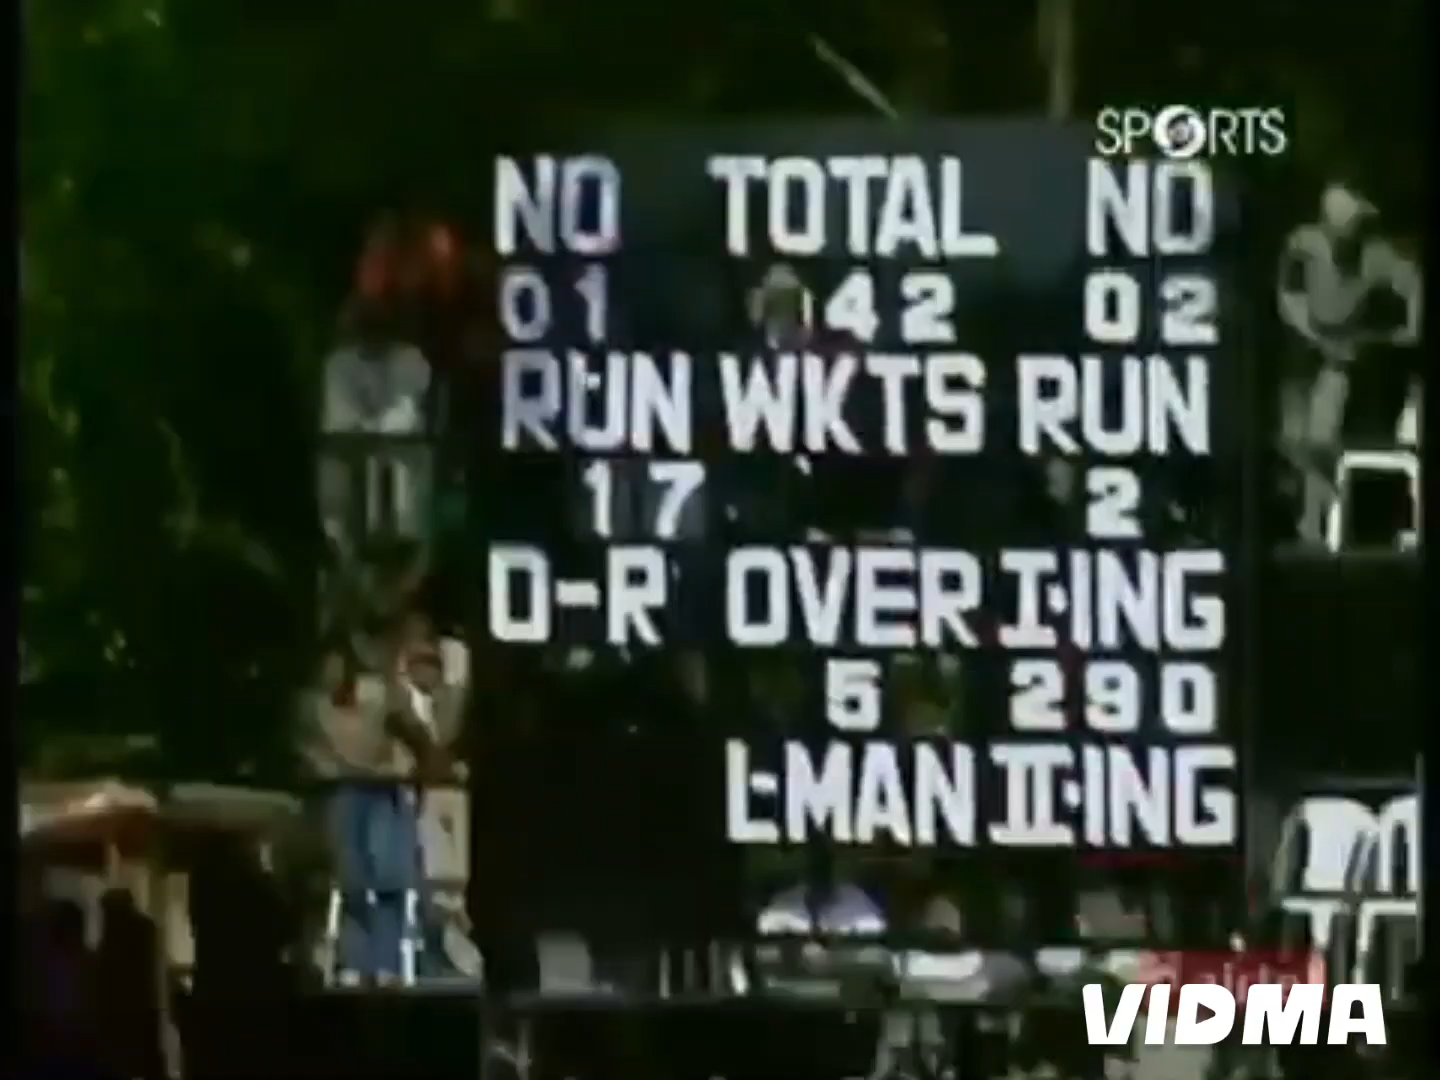 SPORTS
NO TOTAL NO
01 42 02
RUN WKTS RUN
17 2
D-R OVER I·ING
5 290
L-MAN II·ING
airtel
VIDMA